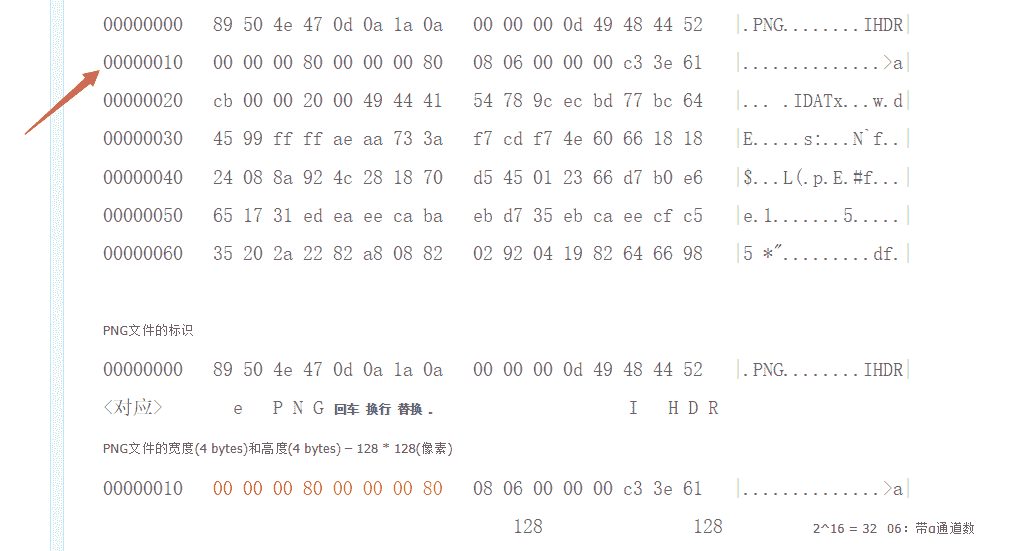 00000000 89 50 4e 47 0d 0a 1a 0a 00 00 00 0d 49 48 44 52 |.PNG........IHDR|
00000010 00 00 00 80 00 00 00 80 08 06 00 00 00 c3 3e 61 |..............>a|
00000020 cb 00 00 20 00 49 44 41 54 78 9c ec bd 77 bc 64 |... .IDATx...w.d|
00000030 45 99 ff ff ae aa 73 3a f7 cd f7 4e 60 66 18 18 |E.....s:...N`f..|
00000040 24 08 8a 92 4c 28 18 70 d5 45 01 23 66 d7 b0 e6 |$...L(.p.E.#f...|
00000050 65 17 31 ed ea ee ca ba eb d7 35 eb ca ee cf c5 |e.1.......5.....|
00000060 35 20 2a 22 82 a8 08 82 02 92 04 19 82 64 66 98 |5 *".........df.|
PNG文件的标识
00000000 89 50 4e 47 0d 0a 1a 0a 00 00 00 0d 49 48 44 52 |.PNG........IHDR|
<对应> e P N G 回车 换行 替换 . I H D R
PNG文件的宽度(4 bytes)和高度(4 bytes) – 128 * 128(像素)
00000010 00 00 00 80 00 00 00 80 08 06 00 00 00 c3 3e 61 |..............>a|
128 128 2^16 = 32 06：带α通道数